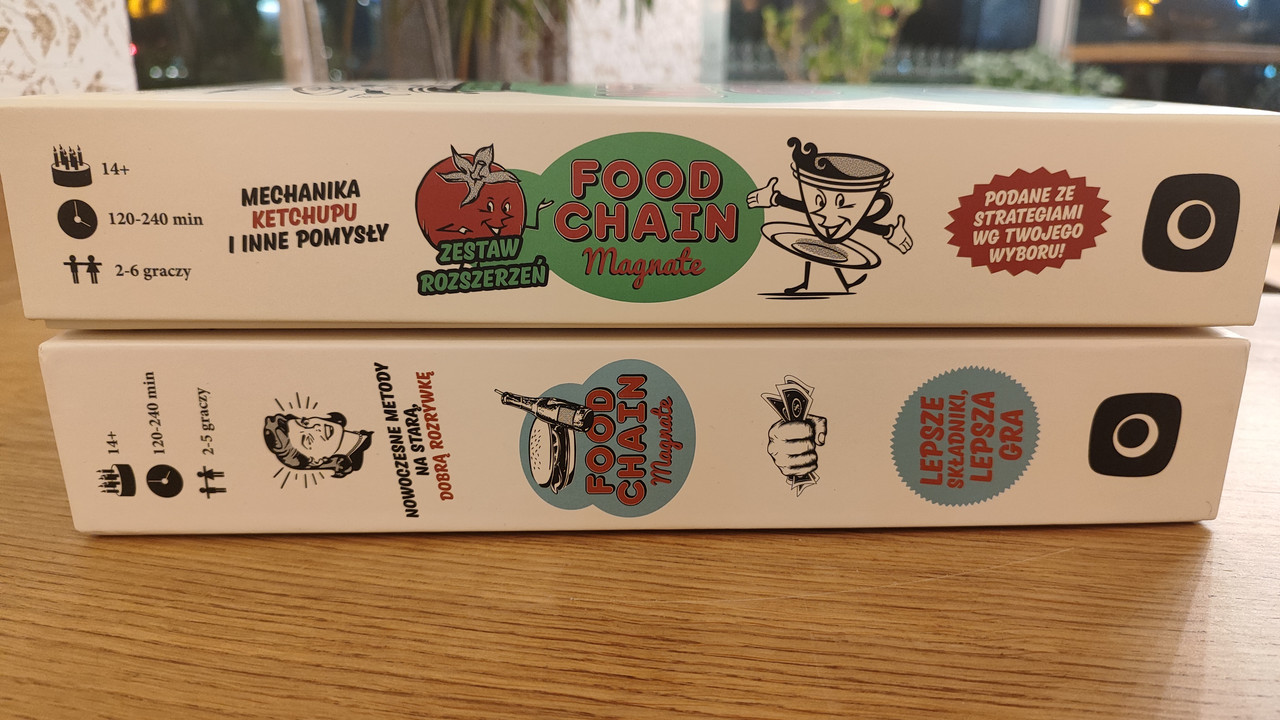 14+
120-240 min
2-6 graczy
MECHANIKA
KETCHUPU
I INNE POMYSŁY
ZESTAW
ROZSZERZEŃ
FOOD
CHAIN
Magnate
PODANE ZE
STRATEGIAMI
WG TWOJEGO
WYBORU!
14+
120-240 min
2-5 graczy
NOWOCZESNE METODY
NA STARĄ,
DOBRĄ ROZRYWKĘ
FOOD
CHAIN
Magnate
LEPSZE
SKŁADNIKI,
LEPSZA
GRA